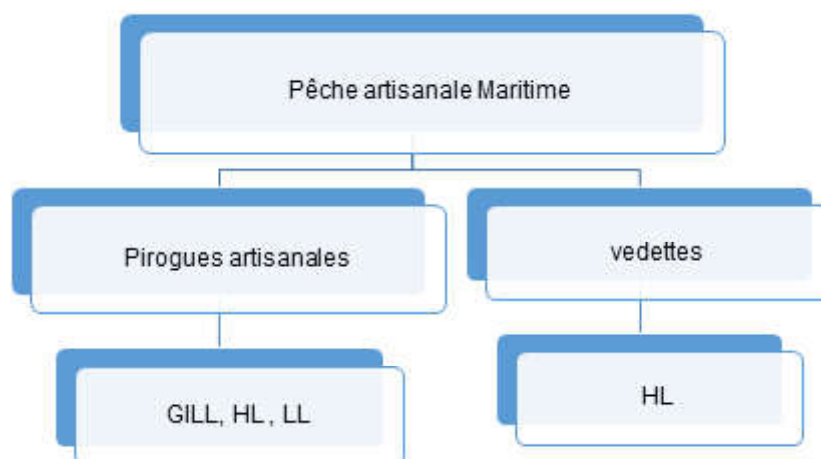 Pêche artisanale Maritime
Pirogues artisanales
vedettes
GILL, HL , LL
HL